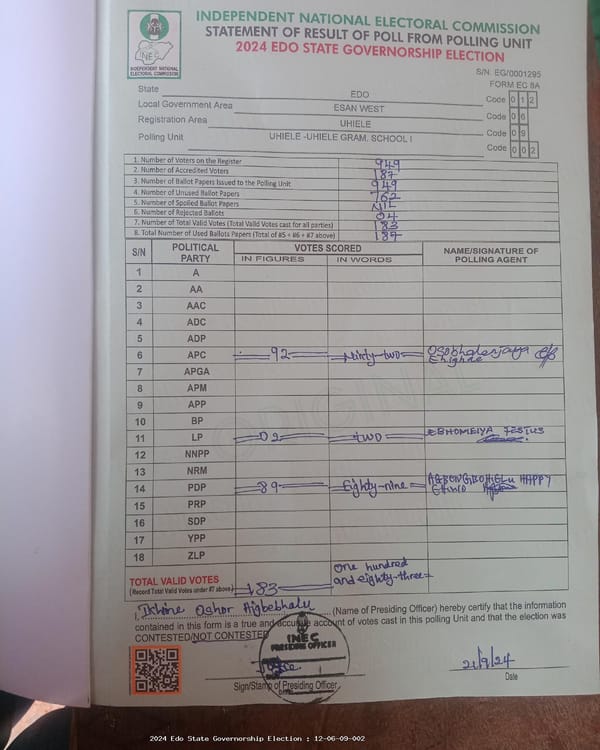 INDEPENDENT NATIONAL ELECTORAL COMMISSION
STATEMENT OF RESULT OF POLL FROM POLLING UNIT
2024 EDO STATE GOVERNORSHIP ELECTION
INEC
INDEPENDENT NATIONAL
ELECTORAL COMMISSION
S/N: EG/0001295
FORM EC 8A
State EDO Code 0 1 2
Local Government Area ESAN WEST Code 0 6
Registration Area UHIELE Code 0 9
Polling Unit UHIELE -UHIELE GRAM. SCHOOL I Code 0 0 2
1. Number of Voters on the Register 949
2. Number of Accredited Voters 187
3. Number of Ballot Papers Issued to the Polling Unit 949
4. Number of Unused Ballot Papers 762
5. Number of Spoiled Ballot Papers NIL
6. Number of Rejected Ballots 04
7. Number of Total Valid Votes (Total Valid Votes cast for all parties) 183
8. Total Number of Used Ballots Papers (Total of #5 + #6 + #7 above) 187
S/N POLITICAL PARTY VOTES SCORED NAME/SIGNATURE OF POLLING AGENT
IN FIGURES IN WORDS
1 A
2 AA
3 AAC
4 ADC
5 ADP
6 APC 92 Ninty-two
7 APGA
8 APM
9 APP
10 BP
11 LP 02 two EBHOMEIYA FESTUS
12 NNPP
13 NRM
14 PDP 89 Eighty-nine HAPPY
15 PRP
16 SDP
17 YPP
18 ZLP
TOTAL VALID VOTES
(Record Total Valid Votes under #7 above) 183 One hundred and eighty-three
I, Ikhine Oshor Aigbebhalu (Name of Presiding Officer) hereby certify that the information
contained in this form is a true and accurate account of votes cast in this polling Unit and that the election was
CONTESTED/NOT CONTESTED
INEC
PRESIDING OFFICER
Sign/Stamp of Presiding Officer
21/9/24
Date
2024 Edo State Governorship Election : 12-06-09-002